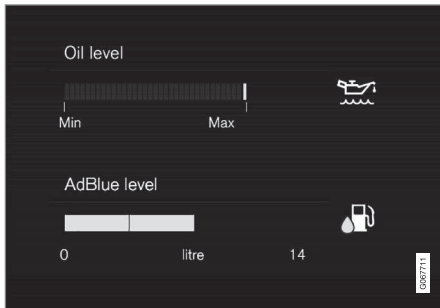 Oil level
Min Max
AdBlue level
0 litre 14
G067711